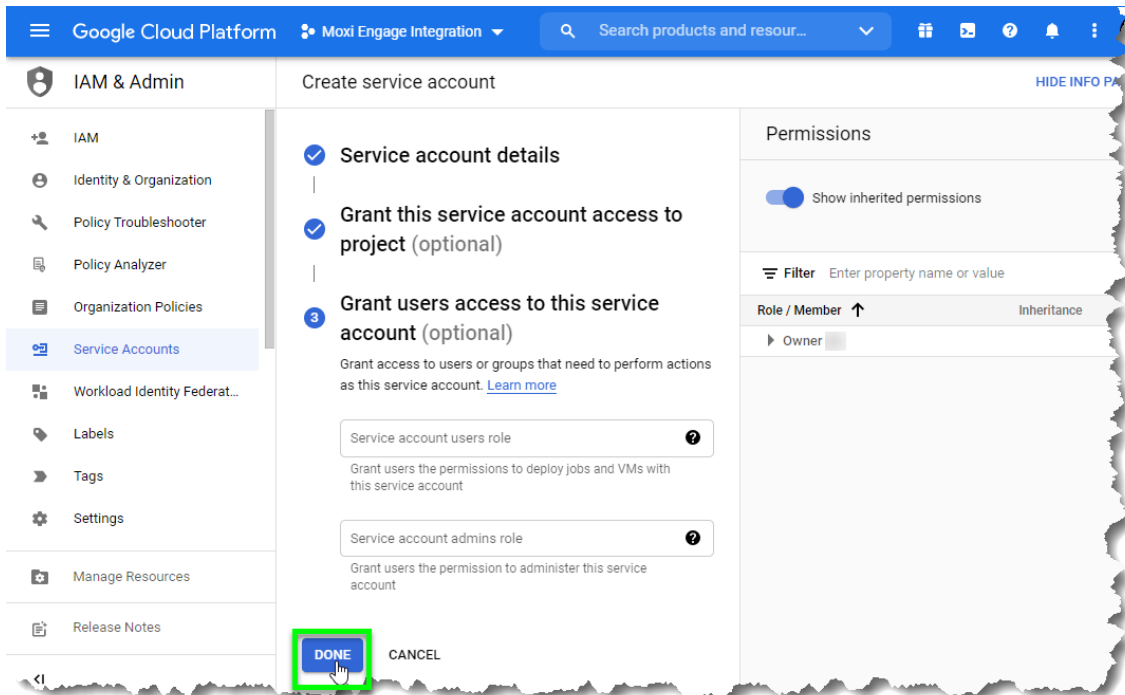 Google Cloud Platform
Moxi Engage Integration
Search products and resour...
IAM & Admin
Create service account
HIDE INFO PA
IAM
Identity & Organization
Policy Troubleshooter
Policy Analyzer
Organization Policies
Service Accounts
Workload Identity Federat...
Labels
Tags
Settings
Manage Resources
Release Notes
Service account details
Grant this service account access to
project (optional)
3
Grant users access to this service
account (optional)
Grant access to users or groups that need to perform actions
as this service account. Learn more
Service account users role
Grant users the permissions to deploy jobs and VMs with
this service account
Service account admins role
Grant users the permission to administer this service
account
DONE
CANCEL
Permissions
Show inherited permissions
Filter Enter property name or value
Role / Member
Inheritance
Owner